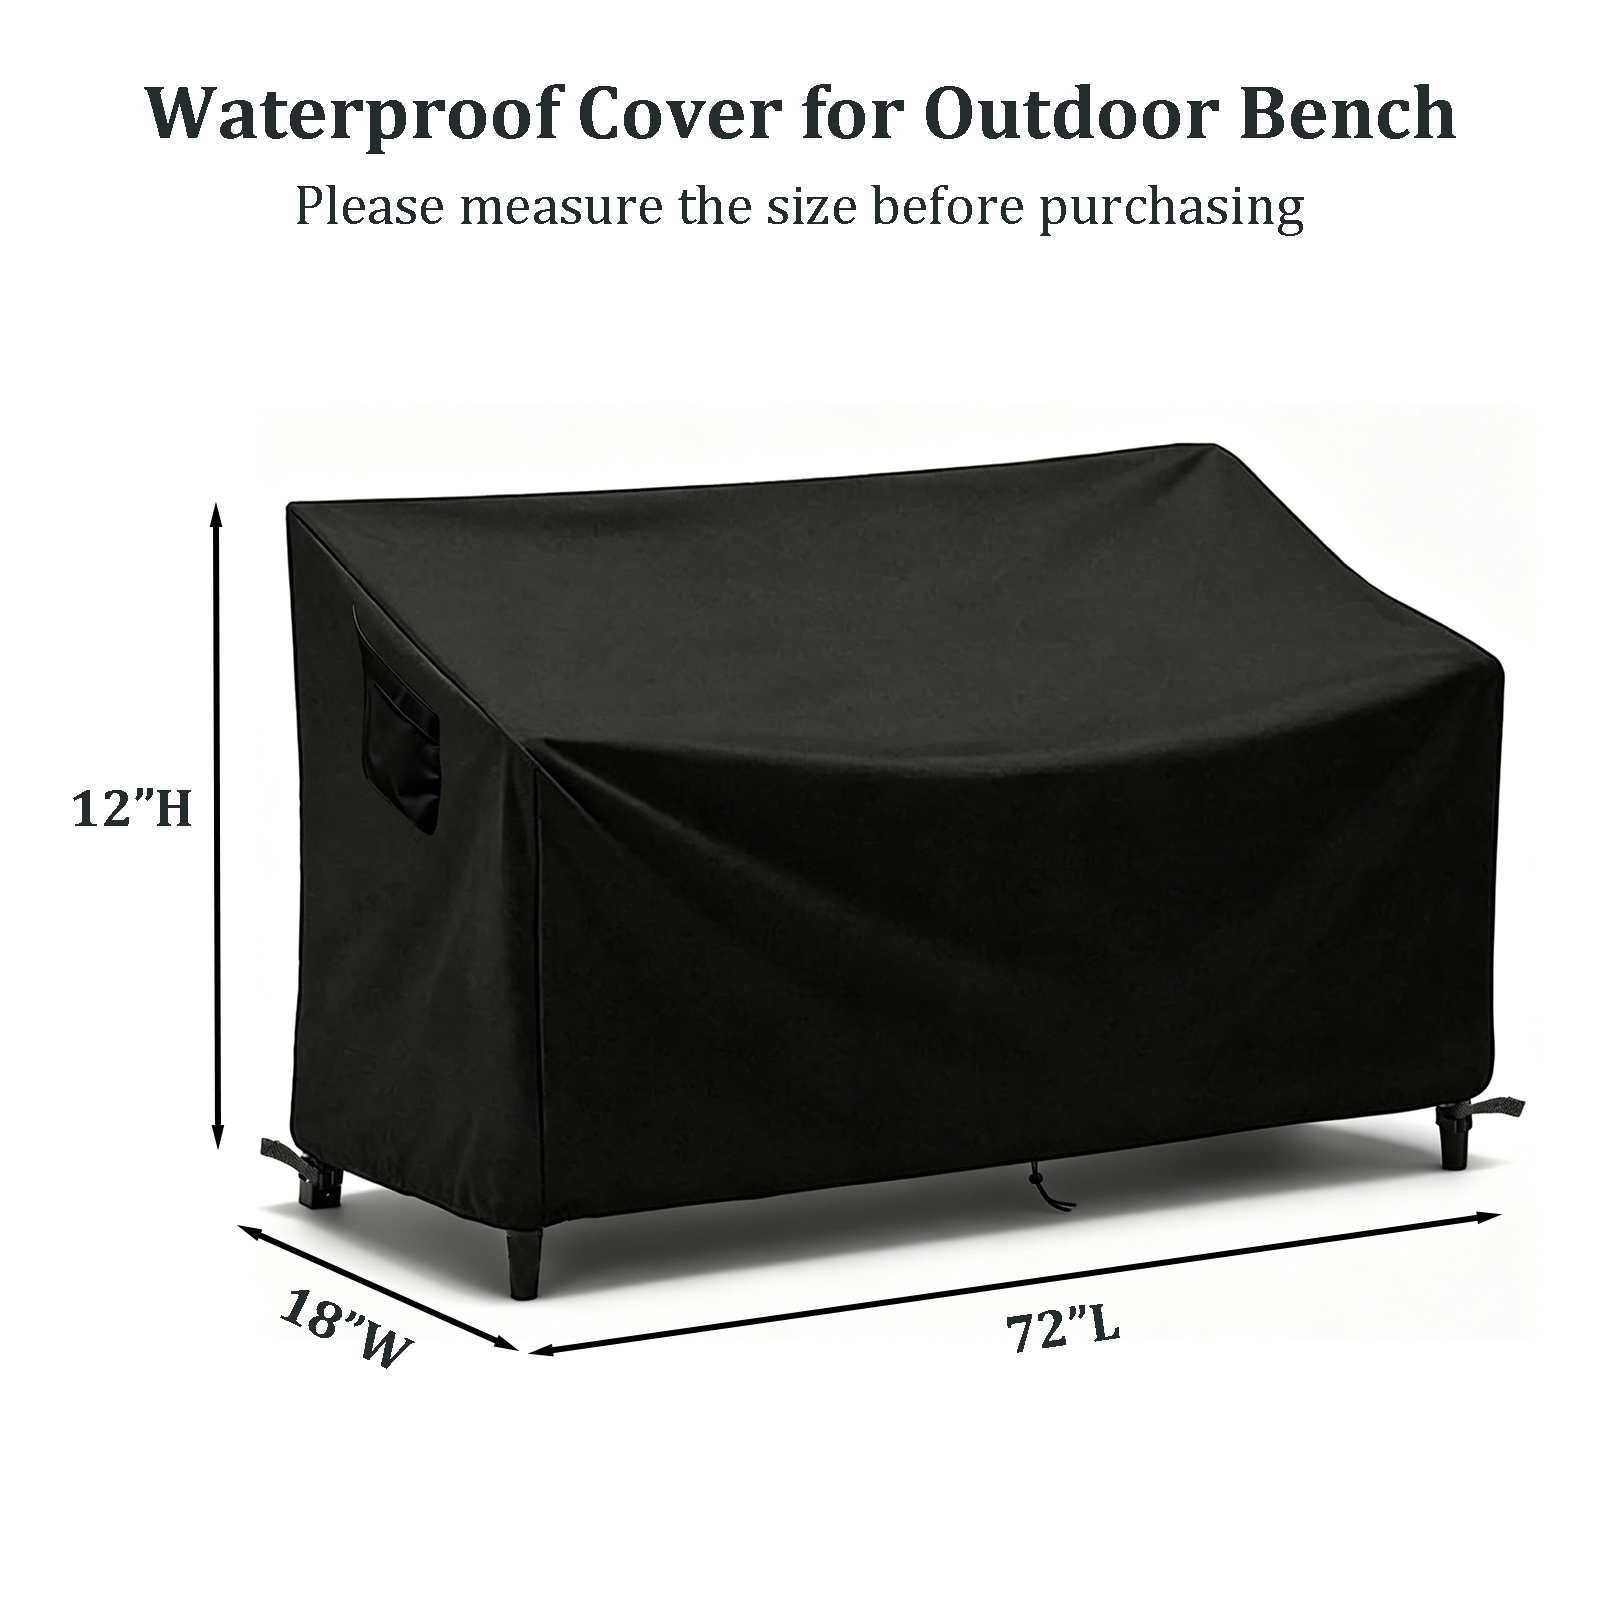 Waterproof Cover for Outdoor Bench
Please measure the size before purchasing
12”H
18”W
72”L